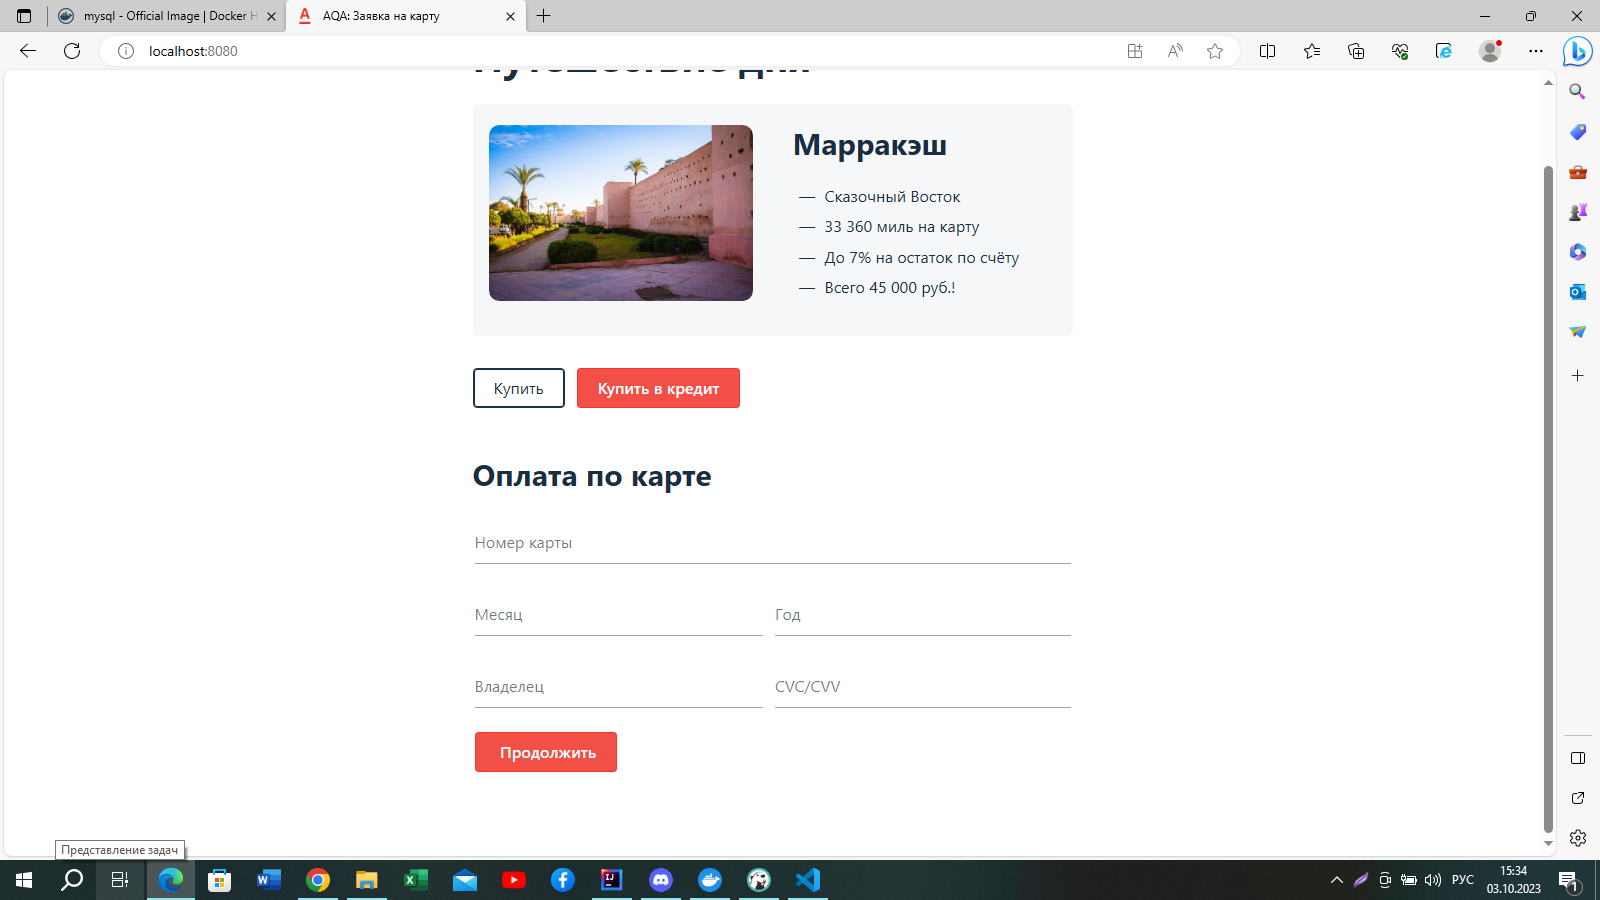 mysql - Official Image | Docker H
AQA: Заявка на карту
localhost:8080
Путешествие дня
Марракэш
— Сказочный Восток
— 33 360 миль на карту
— До 7% на остаток по счёту
— Всего 45 000 руб.!
Купить
Купить в кредит
Оплата по карте
Номер карты
Месяц
Год
Владелец
CVC/CVV
Продолжить
Представление задач
РУС
15:34
03.10.2023
1